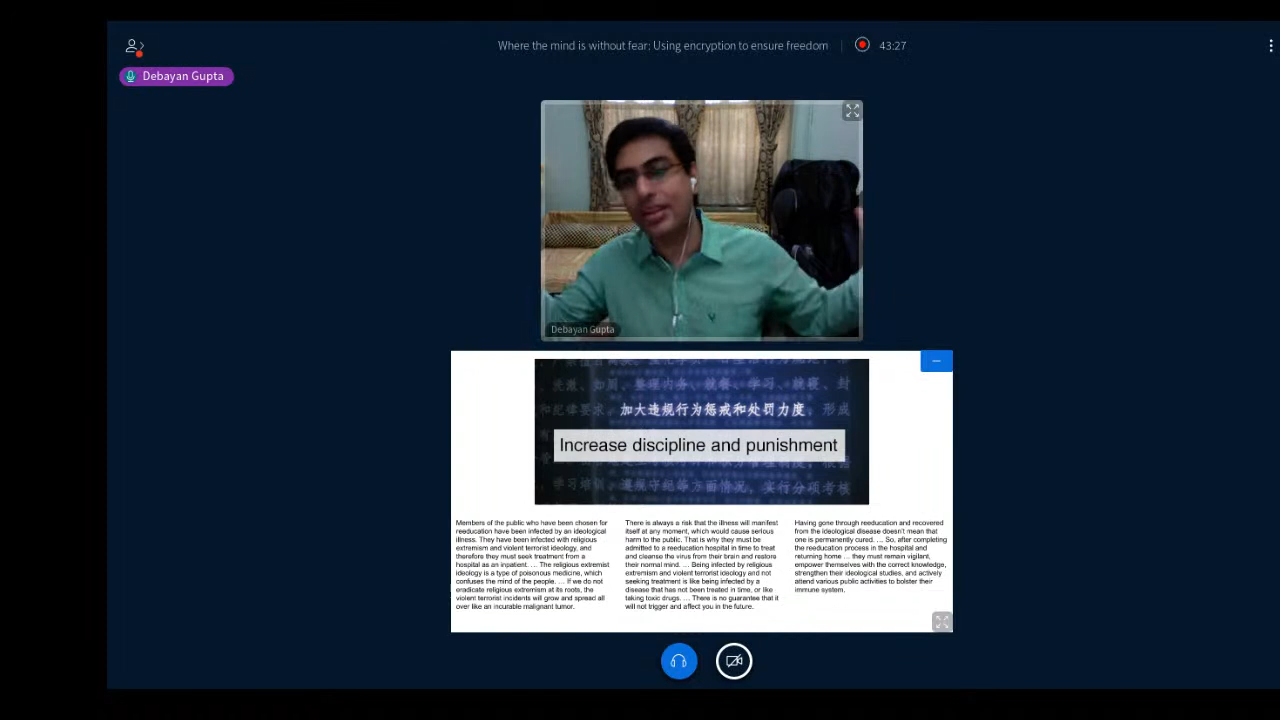 Where the mind is without fear: Using encryption to ensure freedom
43:27
Debayan Gupta
Debayan Gupta
加大违规行为惩戒和处罚力度
Increase discipline and punishment
Members of the public who have been chosen for
reeducation have been infected by an ideological
illness. They have been infected with religious
extremism and violent terrorist ideology, and
therefore they must seek treatment from a
hospital as an inpatient. ... The religious extremist
ideology is a type of poisonous medicine, which
confuses the mind of the people. ... If we do not
eradicate religious extremism at its roots, the
violent terrorist incidents will grow and spread all
over like an incurable malignant tumor.
There is always a risk that the illness will manifest
itself at any moment, which would cause serious
harm to the public. That is why they must be
admitted to a reeducation hospital in time to treat
and cleanse the virus from their brain and restore
their normal mind. ... Being infected by religious
extremism and violent terrorist ideology and not
seeking treatment is like being infected by a
disease that has not been treated in time, or like
taking toxic drugs. ... There is no guarantee that it
will not trigger and affect you in the future.
Having gone through reeducation and recovered
from the ideological disease doesn't mean that
one is permanently cured. ... So, after completing
the reeducation process in the hospital and
returning home ... they must remain vigilant,
empower themselves with the correct knowledge,
strengthen their ideological studies, and actively
attend various public activities to bolster their
immune system.